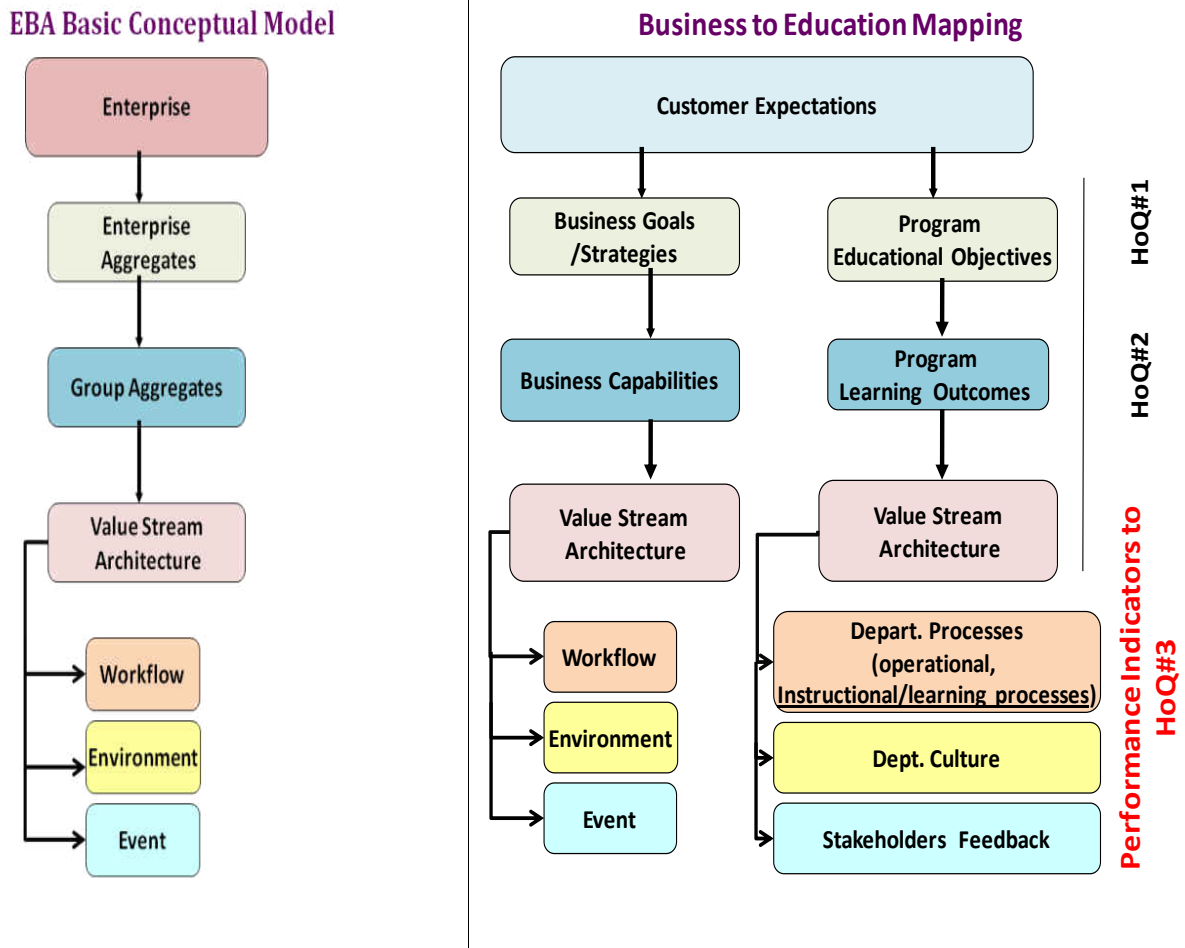 EBA Basic Conceptual Model
Enterprise
Enterprise
Aggregates
Group Aggregates
Value Stream
Architecture
Workflow
Environment
Event
Business to Education Mapping
Customer Expectations
Business Goals
/Strategies
Business Capabilities
Value Stream
Architecture
Workflow
Environment
Event
Program
Educational Objectives
Program
Learning Outcomes
Value Stream
Architecture
Depart. Processes
(operational,
Instructional/learning processes)
Dept. Culture
Stakeholders Feedback
HoQ#1
HoQ#2
Performance Indicators to
HoQ#3